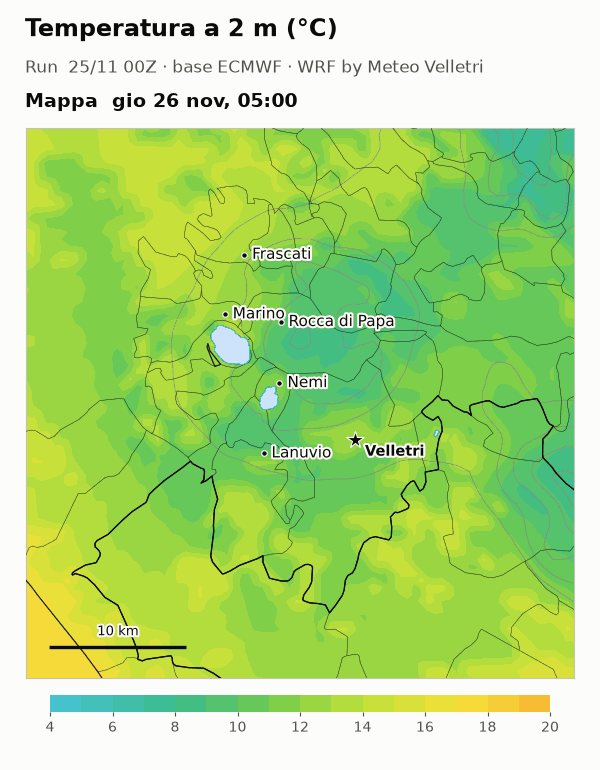 Temperatura a 2 m (°C)
Run  25/11 00Z · base ECMWF · WRF by Meteo Velletri
Mappa  gio 26 nov, 05:00
Frascati
Marino
Rocca di Papa
Nemi
Velletri
Lanuvio
10 km
4 6 8 10 12 14 16 18 20